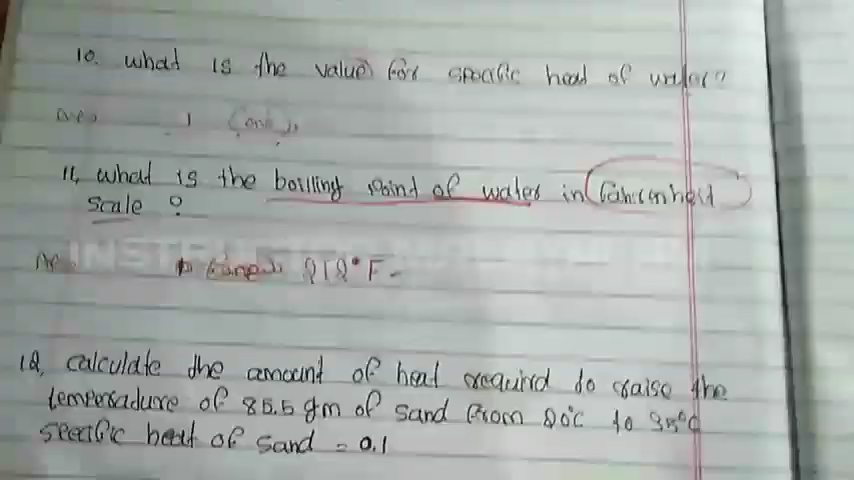 10. what is the value for specific heat of water?
Ans. 1 (one),
11, what is the boilling point of water in Fahrenheit
scale ?
212°F-
12, calculate the amount of heat required to raise the
temperature of 85.5 gm of sand from 20°c to 35°c
specific heat of sand = 0.1